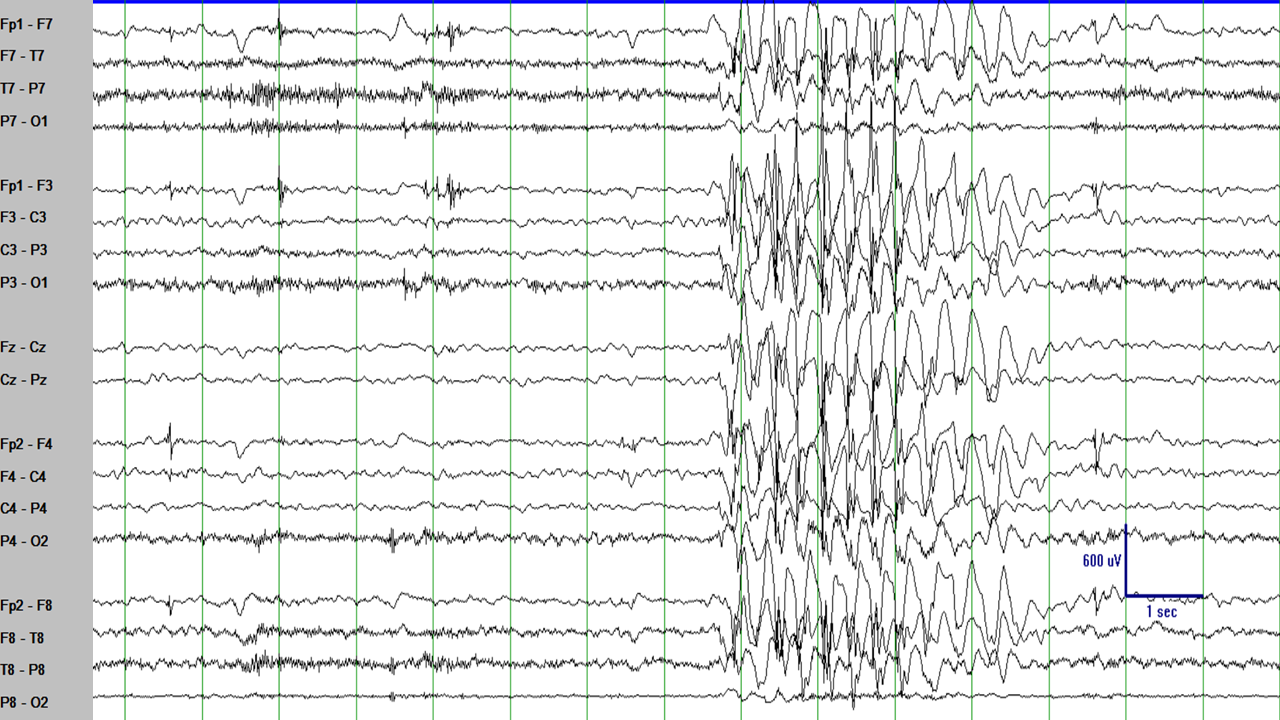 Fp1 - F7
F7 - T7
T7 - P7
P7 - O1
Fp1 - F3
F3 - C3
C3 - P3
P3 - O1
Fz - Cz
Cz - Pz
Fp2 - F4
F4 - C4
C4 - P4
P4 - O2
600 uV
Fp2 - F8
1 sec
F8 - T8
T8 - P8
P8 - O2